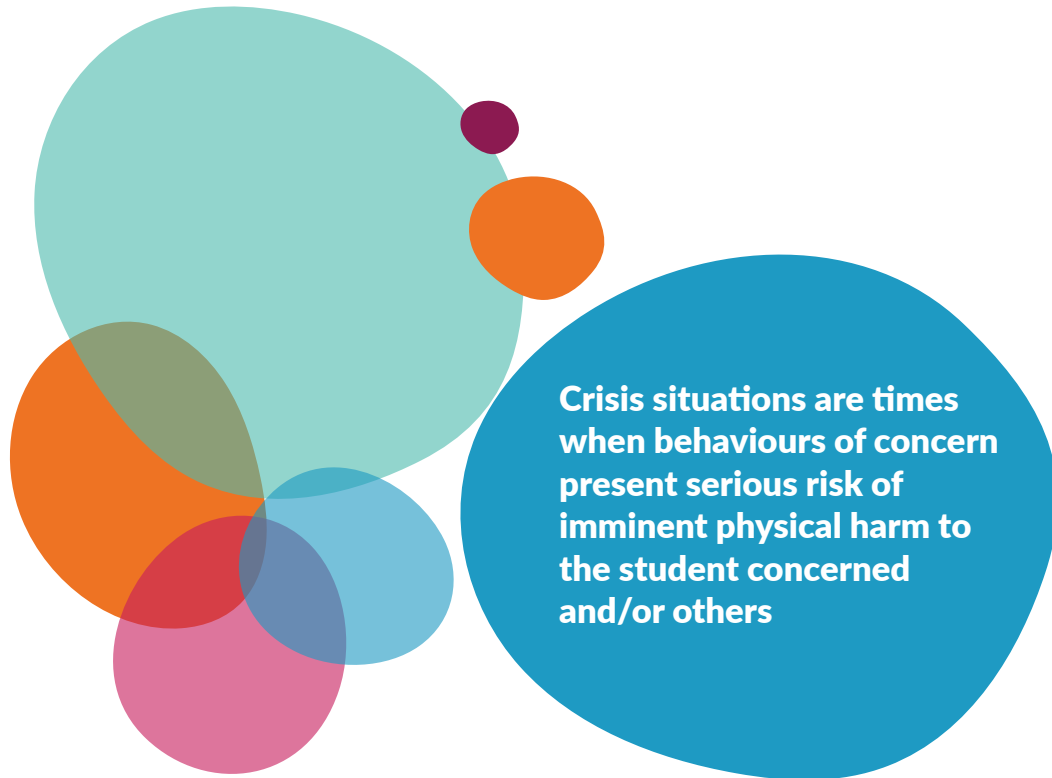 Crisis situations are times
when behaviours of concern
present serious risk of
imminent physical harm to
the student concerned
and/or others